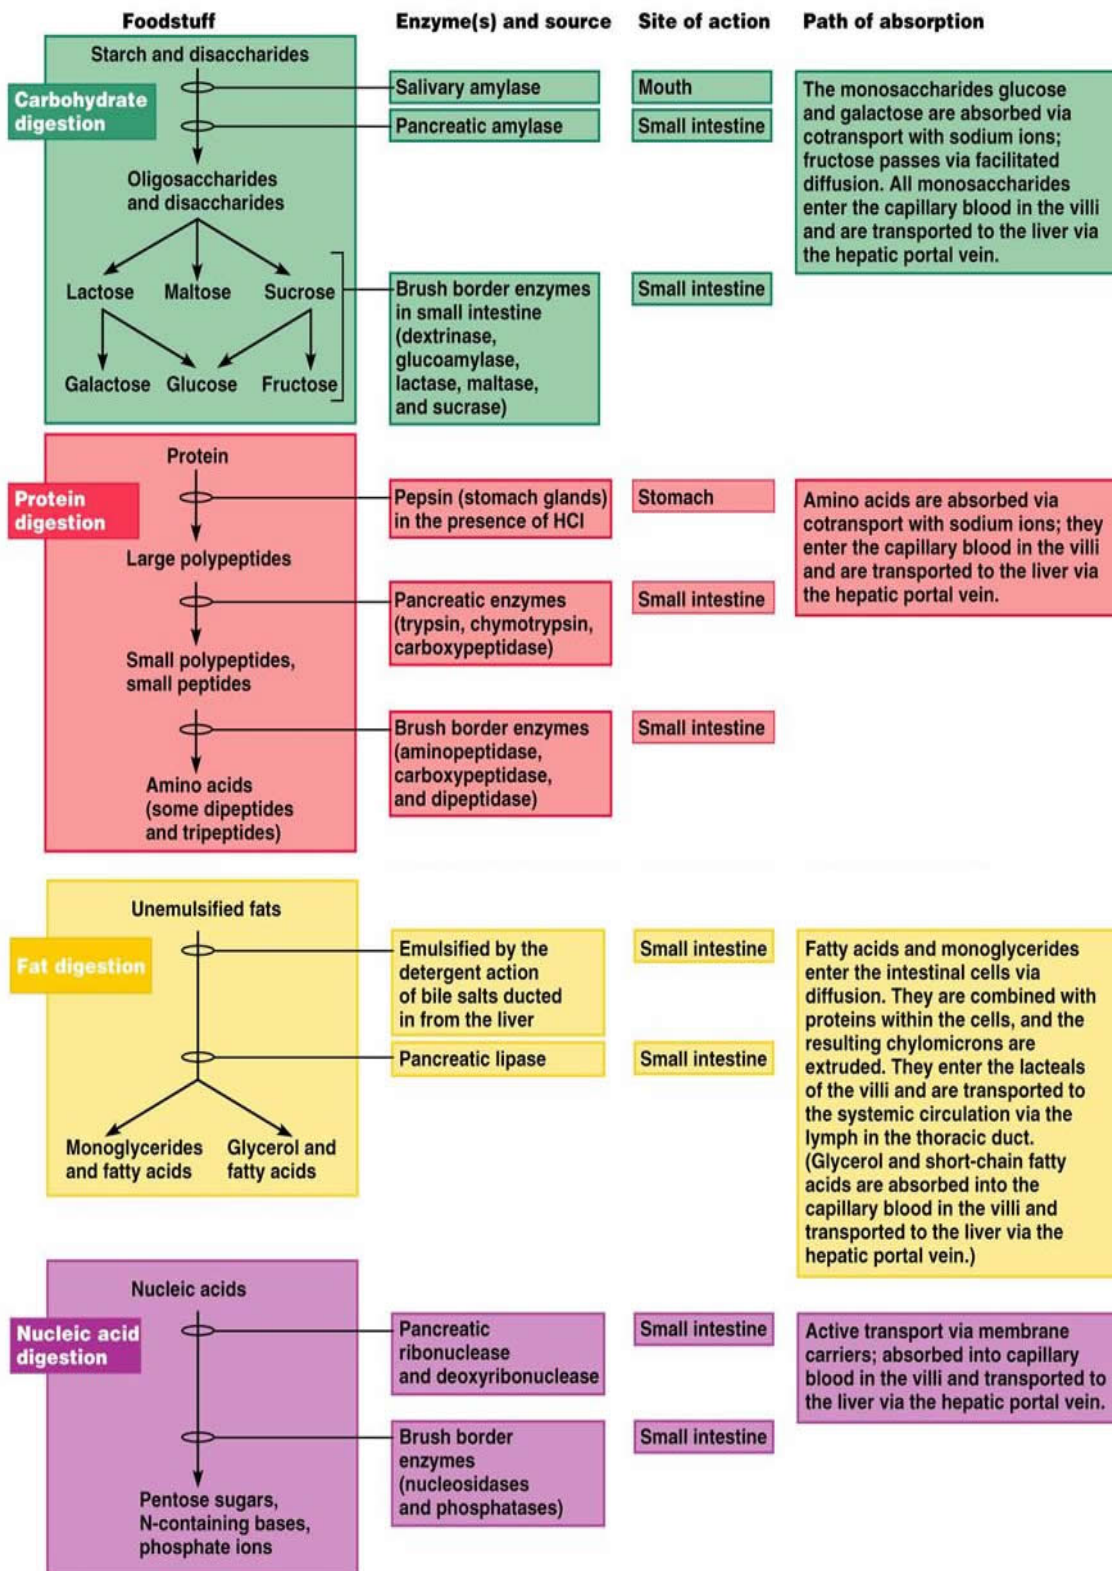 Foodstuff
Enzyme(s) and source
Site of action
Path of absorption
Carbohydrate
digestion
Starch and disaccharides
Oligosaccharides
and disaccharides
Lactose
Maltose
Sucrose
Galactose
Glucose
Fructose
Salivary amylase
Mouth
Pancreatic amylase
Small intestine
Brush border enzymes
in small intestine
(dextrinase,
glucoamylase,
lactase, maltase,
and sucrase)
Small intestine
The monosaccharides glucose
and galactose are absorbed via
cotransport with sodium ions;
fructose passes via facilitated
diffusion. All monosaccharides
enter the capillary blood in the villi
and are transported to the liver via
the hepatic portal vein.
Protein
digestion
Protein
Large polypeptides
Small polypeptides,
small peptides
Amino acids
(some dipeptides
and tripeptides)
Pepsin (stomach glands)
in the presence of HCl
Stomach
Pancreatic enzymes
(trypsin, chymotrypsin,
carboxypeptidase)
Small intestine
Brush border enzymes
(aminopeptidase,
carboxypeptidase,
and dipeptidase)
Small intestine
Amino acids are absorbed via
cotransport with sodium ions; they
enter the capillary blood in the villi
and are transported to the liver via
the hepatic portal vein.
Fat digestion
Unemulsified fats
Monoglycerides
and fatty acids
Glycerol and
fatty acids
Emulsified by the
detergent action
of bile salts ducted
in from the liver
Small intestine
Pancreatic lipase
Small intestine
Fatty acids and monoglycerides
enter the intestinal cells via
diffusion. They are combined with
proteins within the cells, and the
resulting chylomicrons are
extruded. They enter the lacteals
of the villi and are transported to
the systemic circulation via the
lymph in the thoracic duct.
(Glycerol and short-chain fatty
acids are absorbed into the
capillary blood in the villi and
transported to the liver via the
hepatic portal vein.)
Nucleic acid
digestion
Nucleic acids
Pentose sugars,
N-containing bases,
phosphate ions
Pancreatic
ribonuclease
and deoxyribonuclease
Small intestine
Brush border
enzymes
(nucleosidases
and phosphatases)
Small intestine
Active transport via membrane
carriers; absorbed into capillary
blood in the villi and transported to
the liver via the hepatic portal vein.